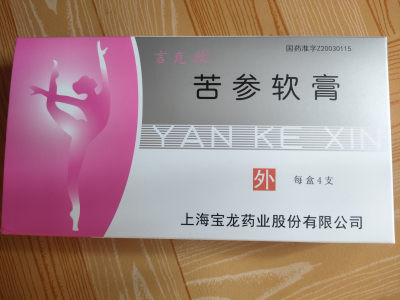 国药准字Z20030115
苦参软膏
YAN KE XIN
外
每盒4支
上海宝龙药业股份有限公司